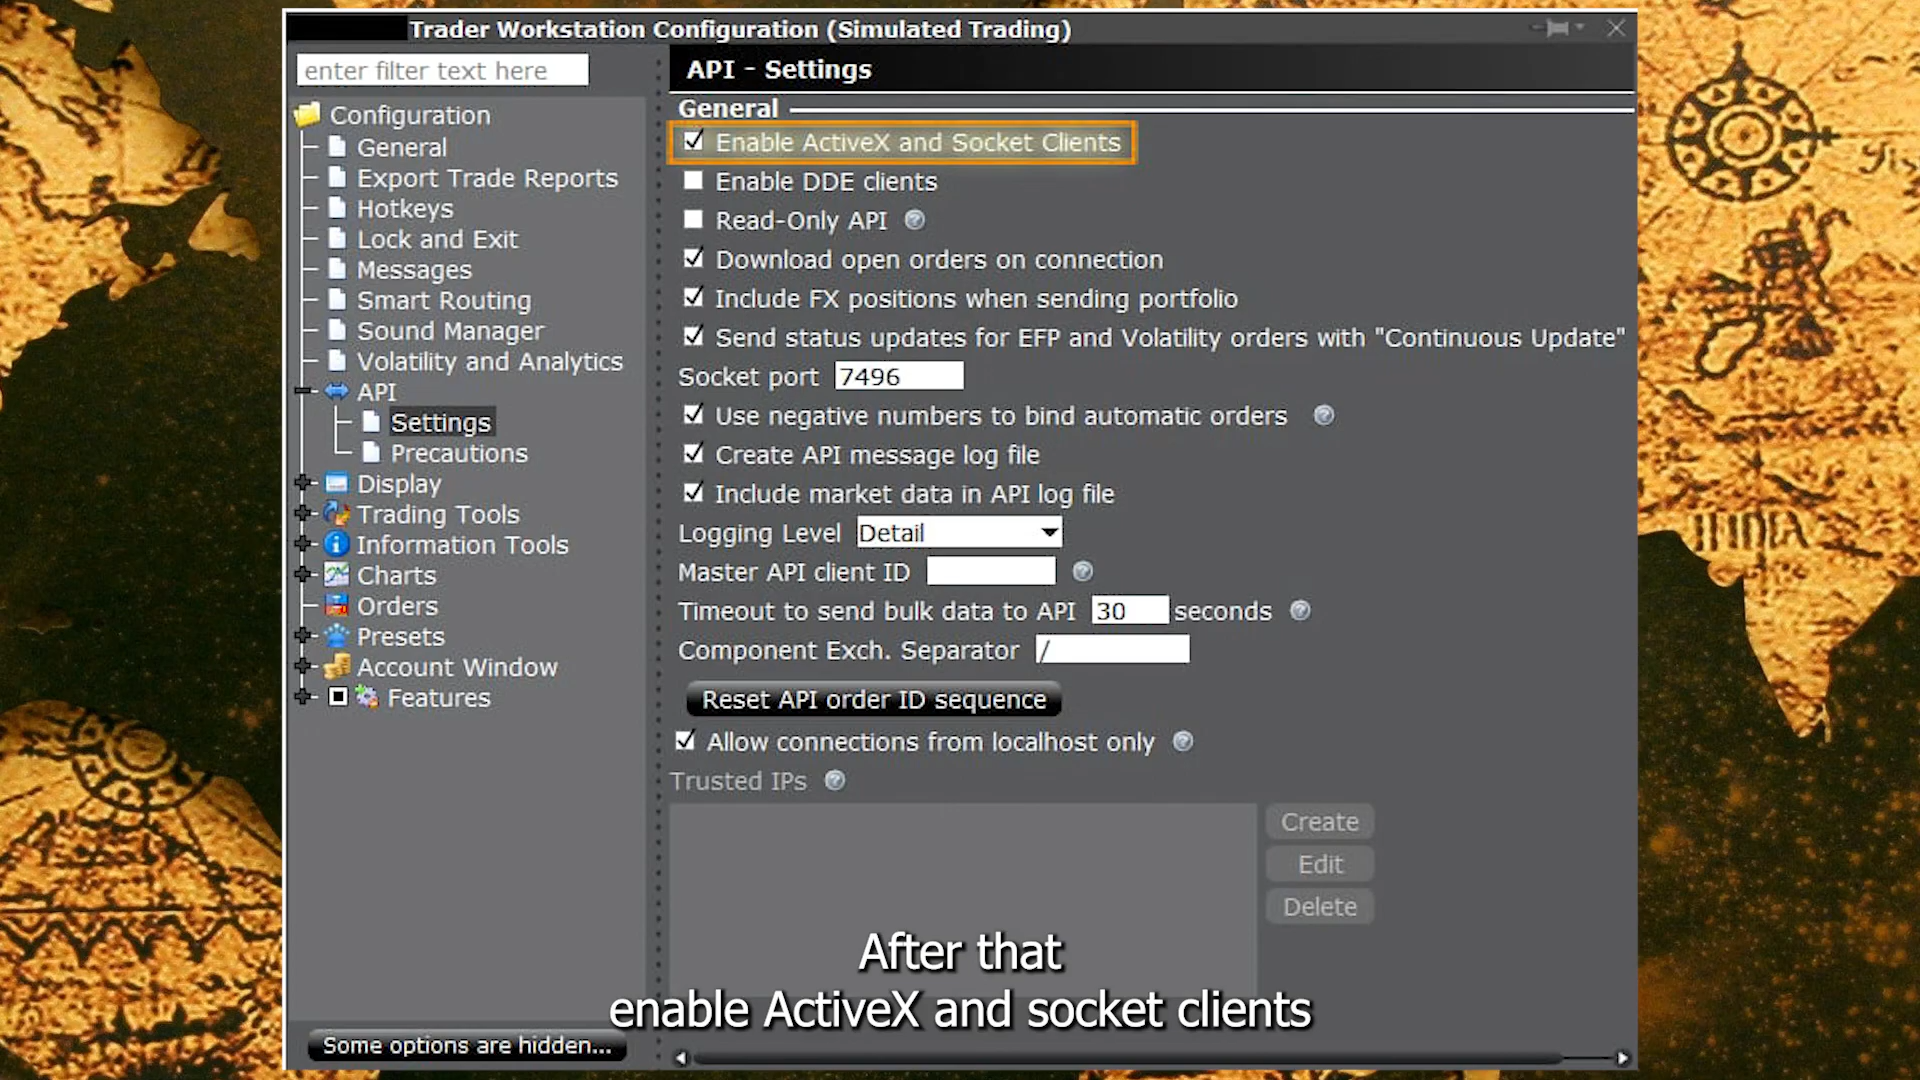 Trader Workstation Configuration (Simulated Trading)
enter filter text here
Configuration
General
Export Trade Reports
Hotkeys
Lock and Exit
Messages
Smart Routing
Sound Manager
Volatility and Analytics
API
Settings
Precautions
Display
Trading Tools
Information Tools
Charts
Orders
Presets
Account Window
Features
Some options are hidden...
API - Settings
General
Enable ActiveX and Socket Clients
Enable DDE clients
Read-Only API
Download open orders on connection
Include FX positions when sending portfolio
Send status updates for EFP and Volatility orders with "Continuous Update"
Socket port 7496
Use negative numbers to bind automatic orders
Create API message log file
Include market data in API log file
Logging Level Detail
Master API client ID
Timeout to send bulk data to API 30 seconds
Component Exch. Separator /
Reset API order ID sequence
Allow connections from localhost only
Trusted IPs
Create
Edit
Delete
After that
enable ActiveX and socket clients